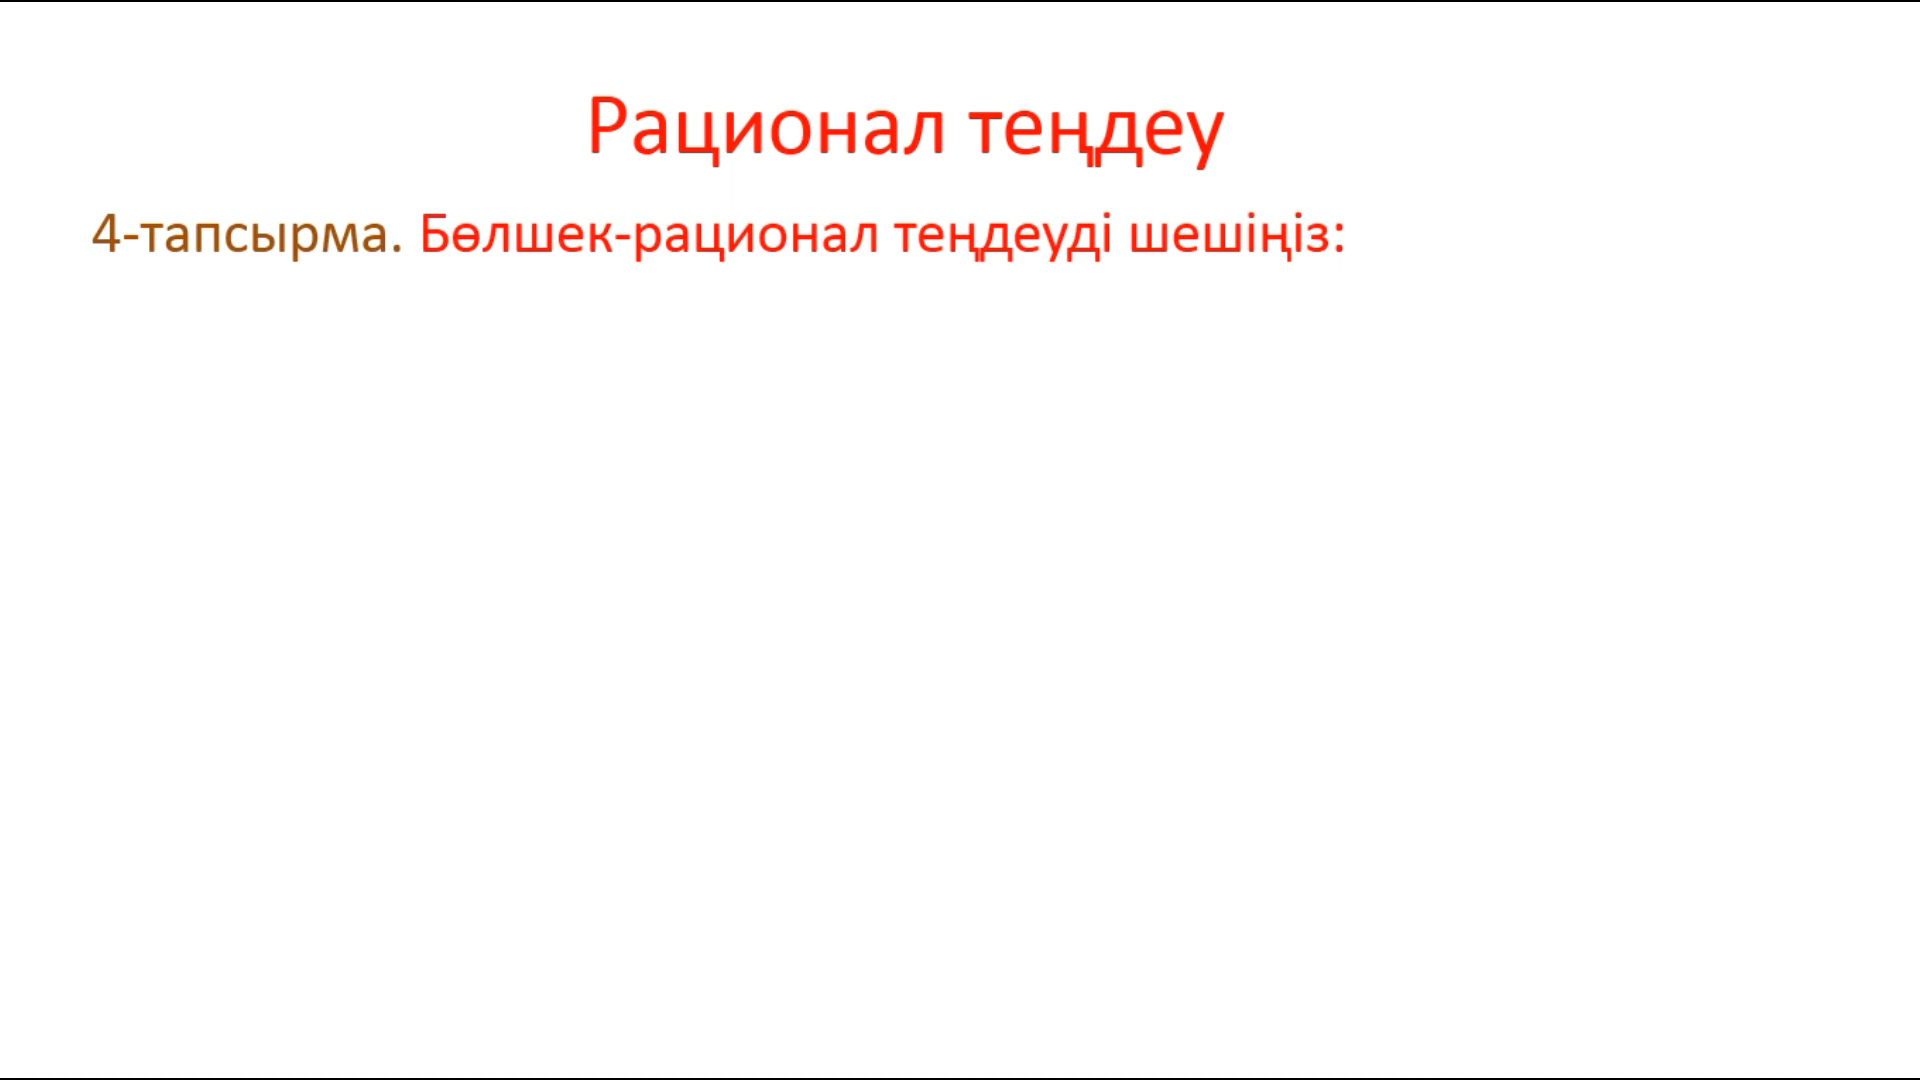 Рационал теңдеу
4-тапсырма. Бөлшек-рационал теңдеуді шешіңіз: